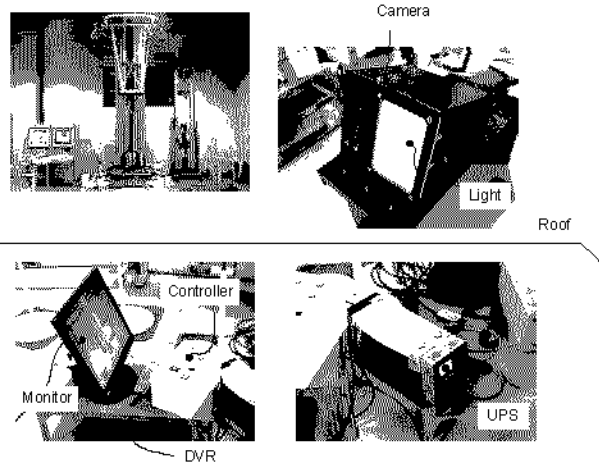 Camera
Light
Roof
Controller
Monitor
UPS
DVR